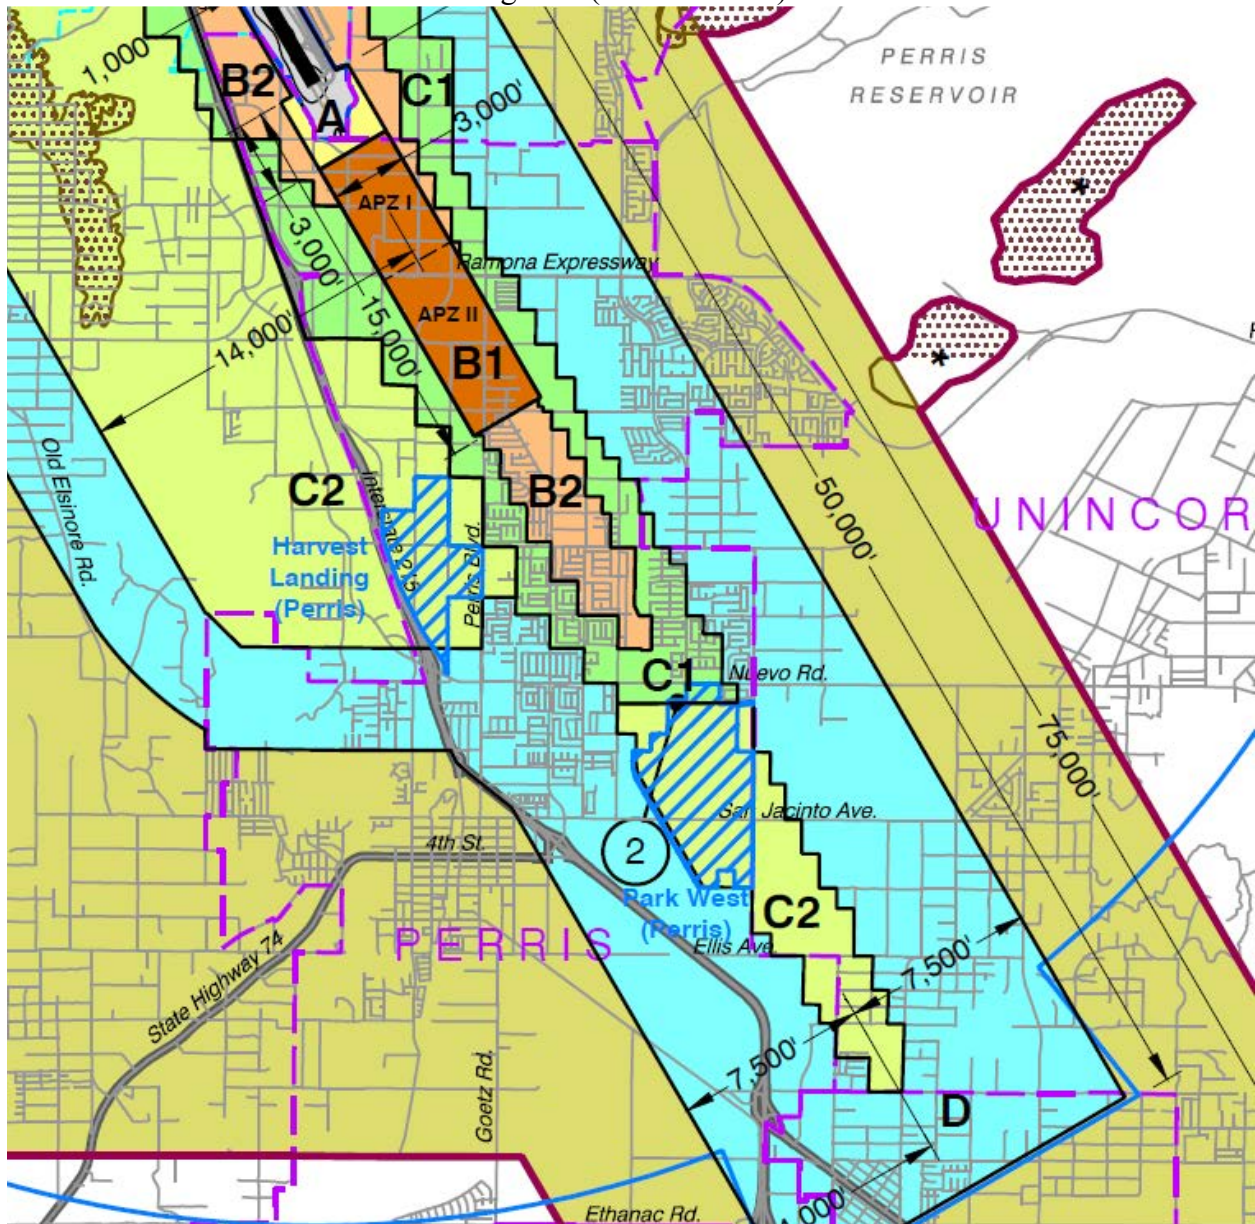 1,000'
B2
A
C1
3,000'
PERRIS
RESERVOIR
APZ I
3,000'
Ramona Expressway
APZ II
15,000'
14,000'
B1
Old Elsinore Rd.
C2
Interstate 215
B2
50,000'
UNINCOR
Harvest
Landing
(Perris)
Perris Blvd.
C1
Nuevo Rd.
75,000'
San Jacinto Ave.
4th St.
2
Park West
(Perris)
C2
PERRIS
Ellis Ave
State Highway 74
7,500'
7,500'
Goetz Rd.
D
Ethanac Rd.